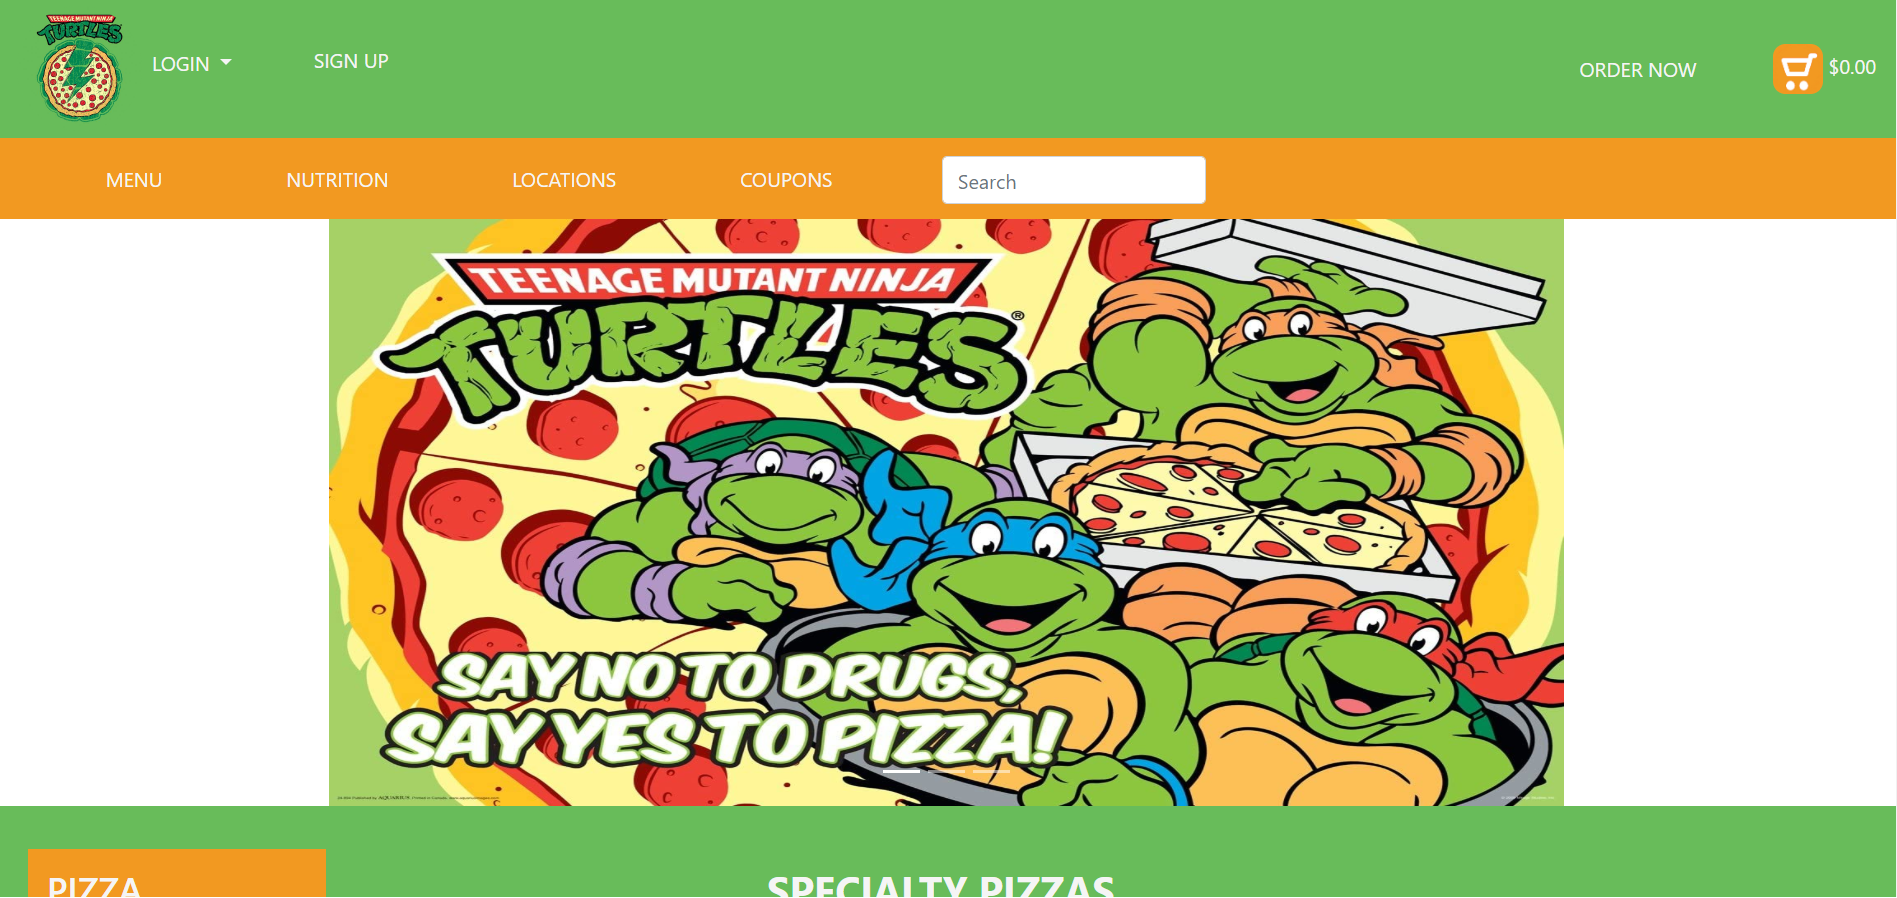 TEENAGE MUTANT NINJA
TURTLES
LOGIN
SIGN UP
ORDER NOW
$0.00
MENU
NUTRITION
LOCATIONS
COUPONS
Search
TEENAGE MUTANT NINJA
TURTLES®
SAY NO TO DRUGS,
SAY YES TO PIZZA!
PIZZA
SPECIALTY PIZZAS